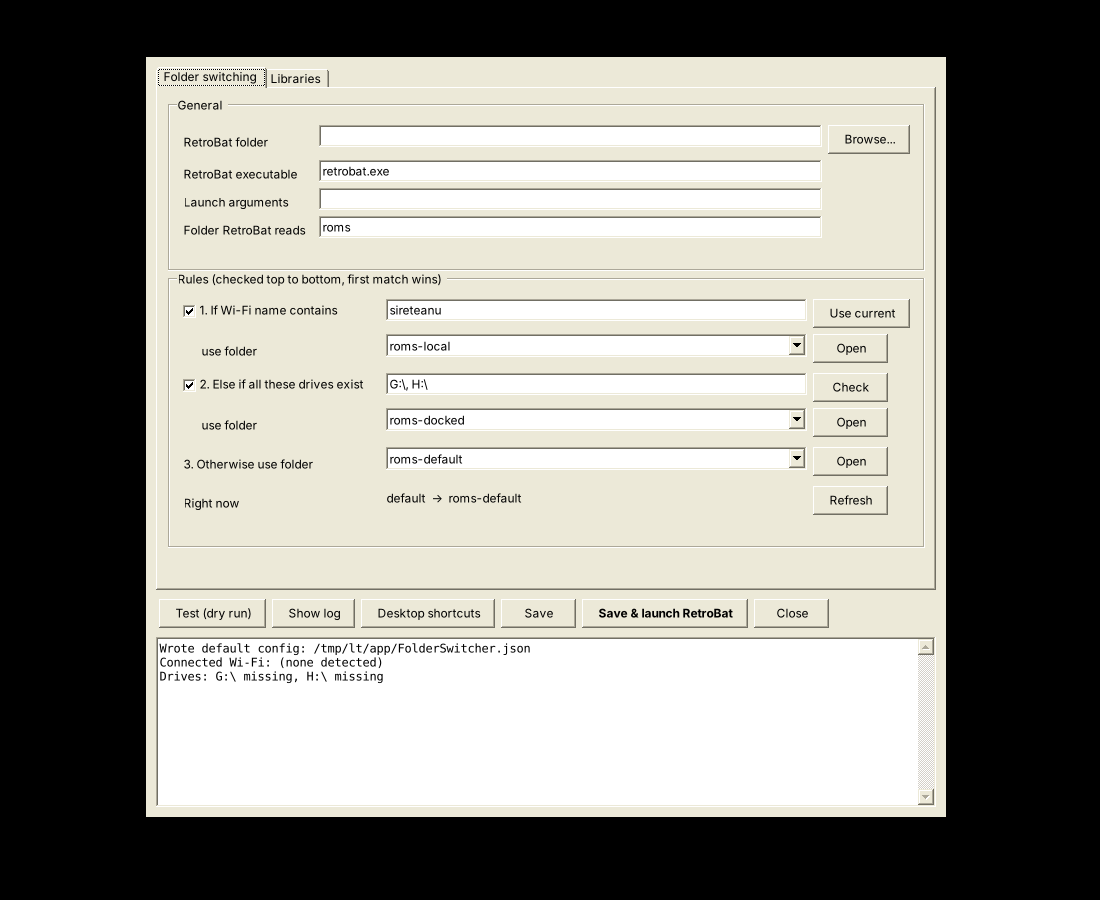 Folder switching Libraries
General
RetroBat folder Browse...
RetroBat executable retrobat.exe
Launch arguments
Folder RetroBat reads roms
Rules (checked top to bottom, first match wins)
1. If Wi-Fi name contains sireteanu Use current
use folder roms-local Open
2. Else if all these drives exist G:\, H:\ Check
use folder roms-docked Open
3. Otherwise use folder roms-default Open
Right now default → roms-default Refresh
Test (dry run) Show log Desktop shortcuts Save Save & launch RetroBat Close
Wrote default config: /tmp/lt/app/FolderSwitcher.json
Connected Wi-Fi: (none detected)
Drives: G:\ missing, H:\ missing